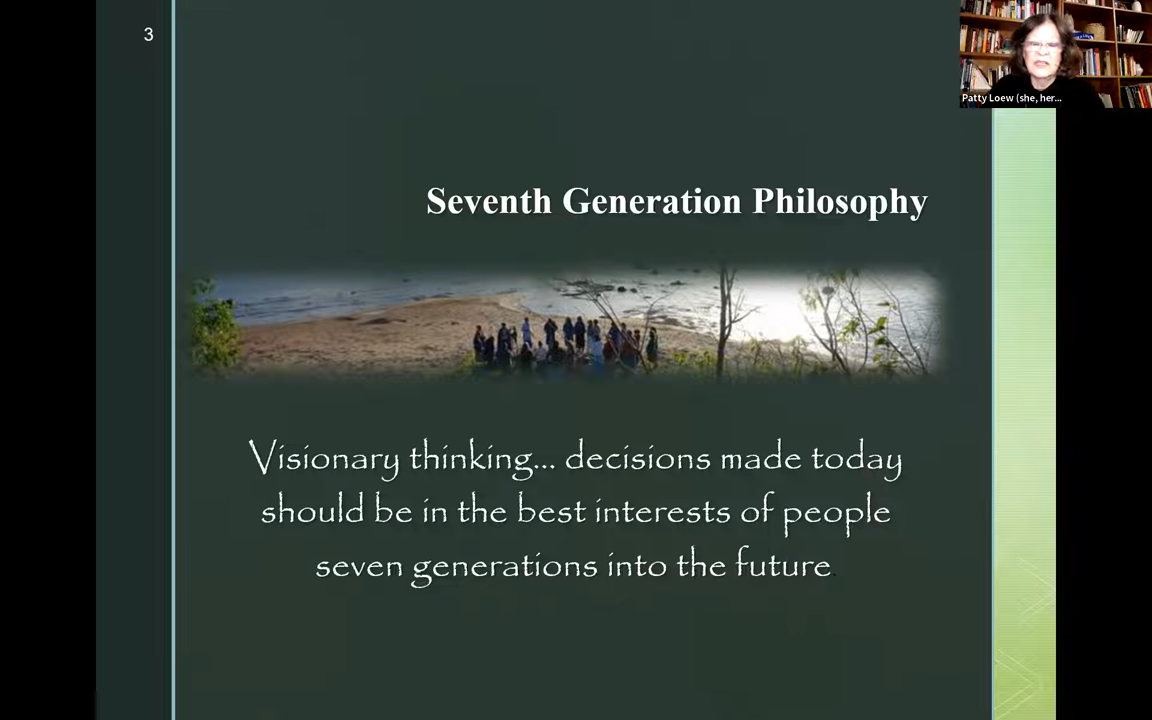 3
Patty Loew (she, her...
Seventh Generation Philosophy
Visionary thinking... decisions made today
should be in the best interests of people
seven generations into the future.